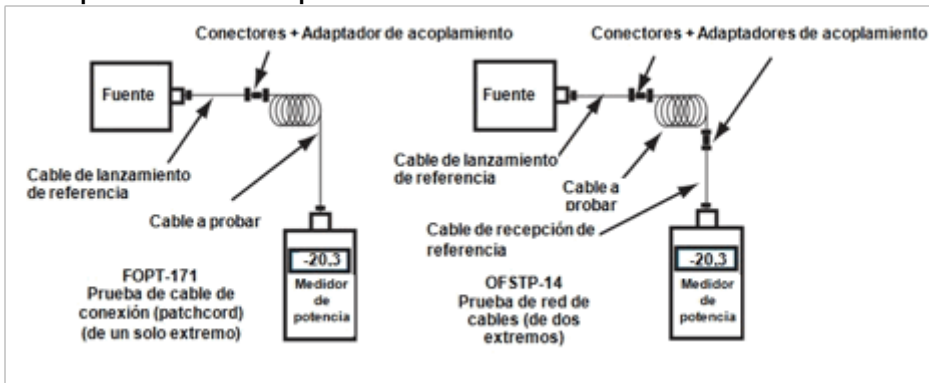 Conectores + Adaptador de acoplamiento
Fuente
Cable de lanzamiento
de referencia
Cable a probar
-20,3
Medidor
de
potencia
FOPT-171
Prueba de cable de
conexión (patchcord)
(de un solo extremo)
Conectores + Adaptadores de acoplamiento
Fuente
Cable de lanzamiento
de referencia
Cable a
probar
Cable de recepción de
referencia
-20,3
Medidor
de
potencia
OFSTP-14
Prueba de red de
cables (de dos
extremos)